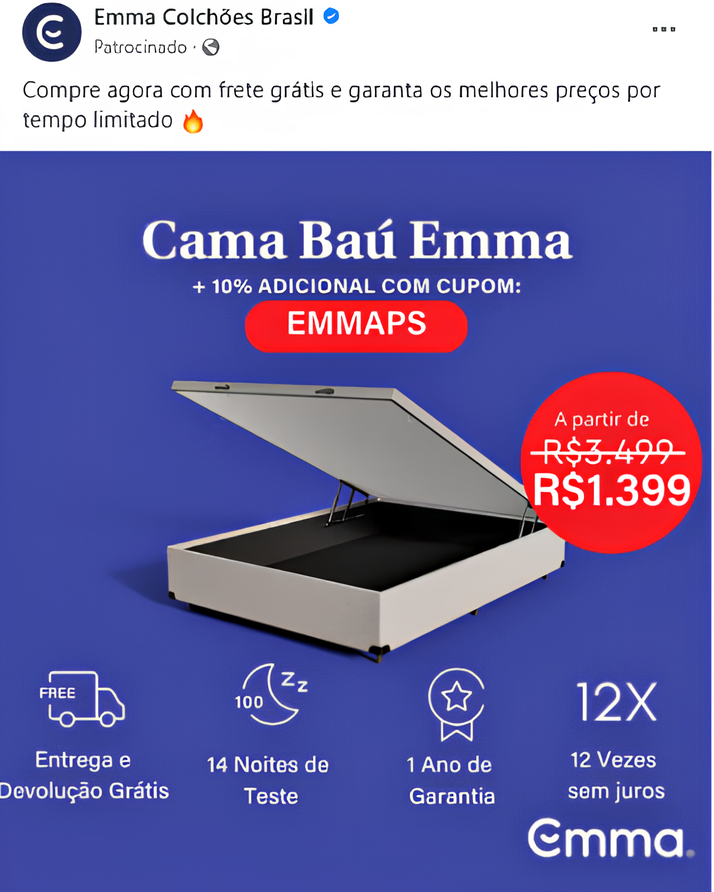 Emma Colchões Brasil
Patrocinado ·
Compre agora com frete grátis e garanta os melhores preços por
tempo limitado 🔥
Cama Baú Emma
+ 10% ADICIONAL COM CUPOM:
EMMAPS
A partir de
R$3.499
R$1.399
FREE
100
Zz
12X
Entrega e
Devolução Grátis
14 Noites de
Teste
1 Ano de
Garantia
12 Vezes
sem juros
emma.